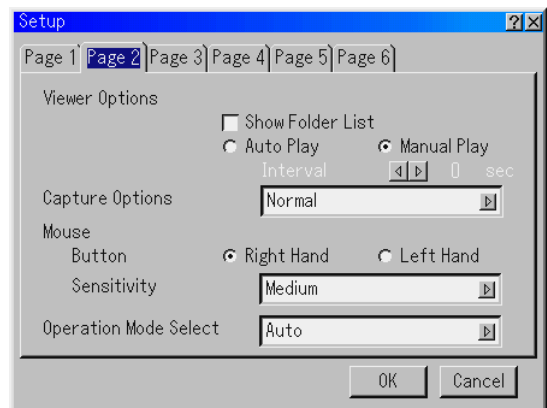 Setup ? X
Page 1 Page 2 Page 3 Page 4 Page 5 Page 6
Viewer Options
Show Folder List
Auto Play Manual Play
Interval 0 sec
Capture Options Normal
Mouse
Button Right Hand Left Hand
Sensitivity Medium
Operation Mode Select Auto
OK Cancel